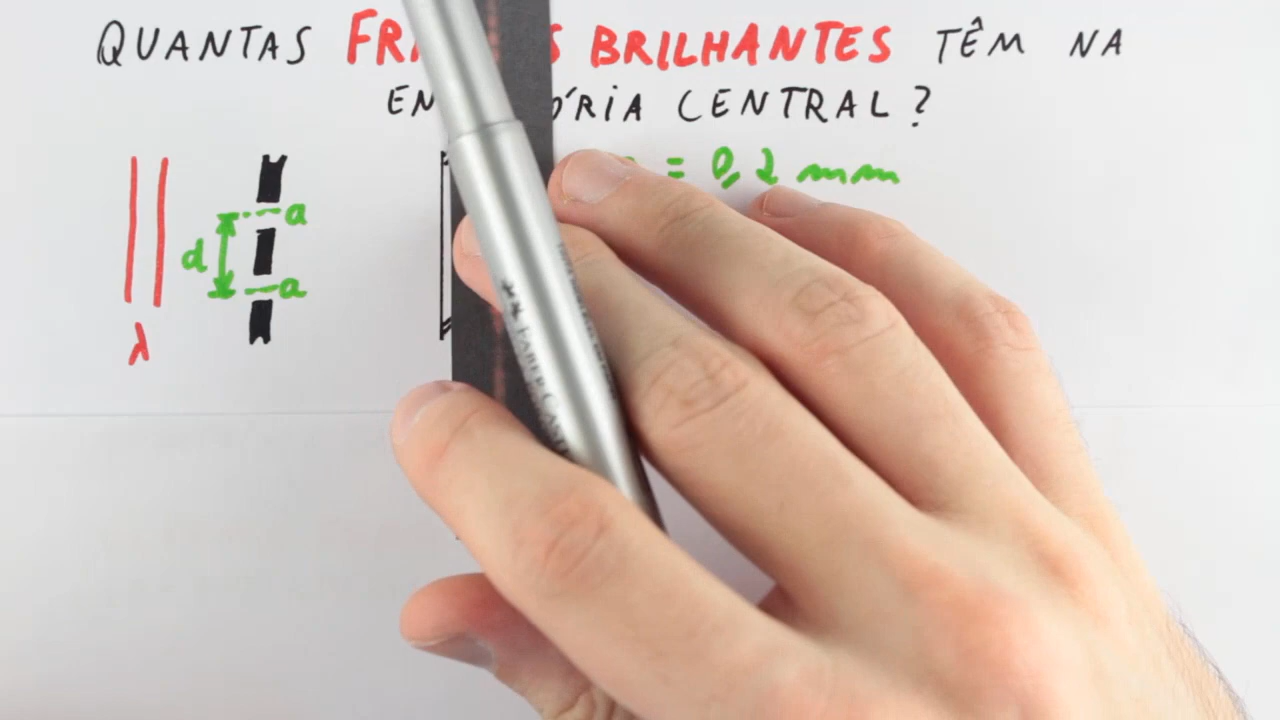 QUANTAS BRILHANTES TÊM NA
CENTRAL?
= 0,2 mm
a
d
a
λ
FABER-CASTELL